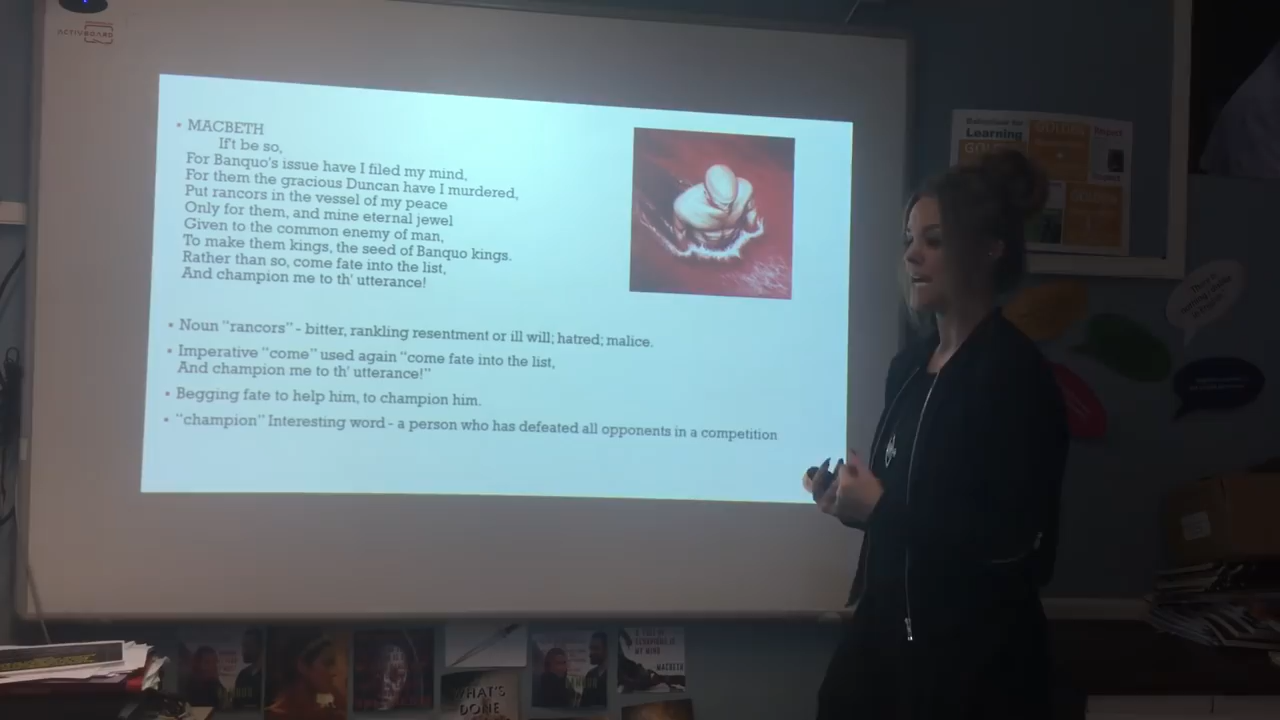 ACTIVBOARD
• MACBETH
If't be so,
For Banquo's issue have I filed my mind,
For them the gracious Duncan have I murdered,
Put rancors in the vessel of my peace
Only for them, and mine eternal jewel
Given to the common enemy of man,
To make them kings, the seed of Banquo kings.
Rather than so, come fate into the list,
And champion me to th' utterance!
• Noun "rancors" - bitter, rankling resentment or ill will; hatred; malice.
• Imperative "come" used again "come fate into the list,
And champion me to th' utterance!"
• Begging fate to help him, to champion him.
• "champion" Interesting word - a person who has defeated all opponents in a competition
Learning
WHAT'S
DONE
SCORPIONS IS
MY MIND
MACBETH